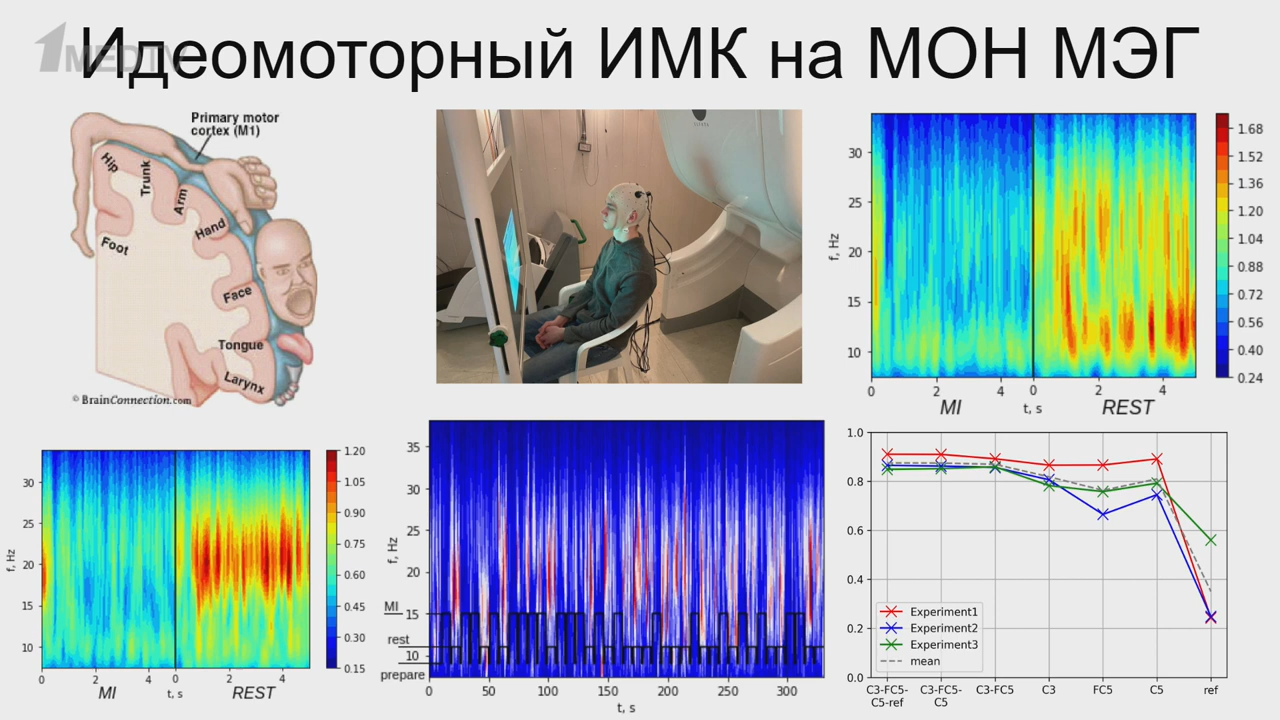 1MEDTV
Идеомоторный ИМК на МОН МЭГ
Primary motor
cortex (M1)
Hip
Trunk
Arm
Hand
Foot
Face
Tongue
Larynx
© BrainConnection.com
f, Hz
30
25
20
15
10
0
2
4
0
2
4
MI
t, s
REST
1.68
1.52
1.36
1.20
1.04
0.88
0.72
0.56
0.40
0.24
f, Hz
30
25
20
15
10
0
2
4
0
2
4
MI
t, s
REST
1.20
1.05
0.90
0.75
0.60
0.45
0.30
0.15
f, Hz
35
30
25
20
15
10
MI
rest
prepare
0
50
100
150
200
250
300
t, s
1.0
0.8
0.6
0.4
0.2
0.0
Experiment1
Experiment2
Experiment3
mean
C3-FC5-
C5-ref
C3-FC5-
C5
C3-FC5
C3
FC5
C5
ref